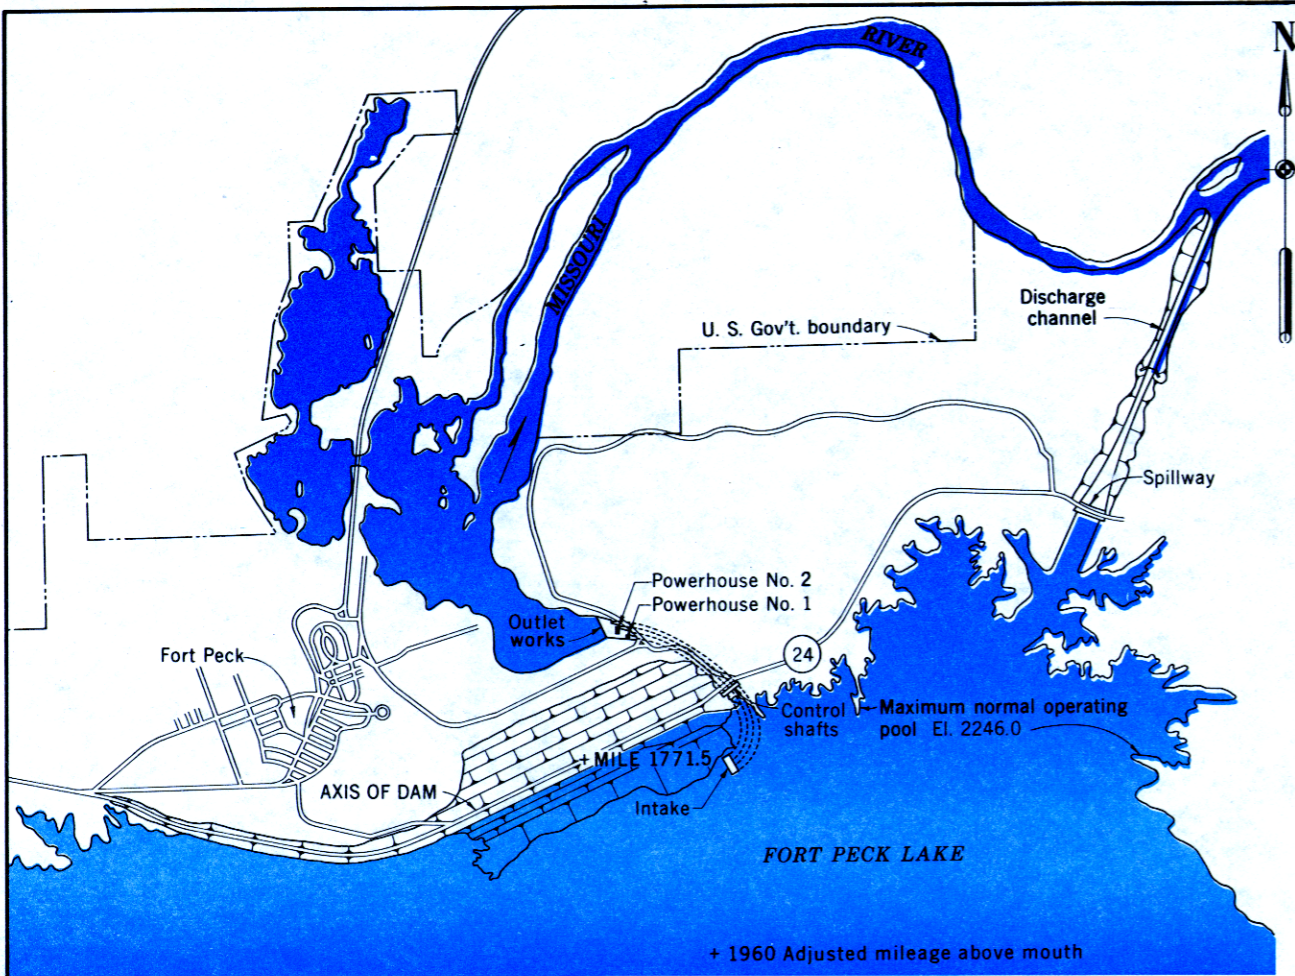 RIVER
N
MISSOURI
Discharge
channel
U. S. Gov't. boundary
Spillway
Powerhouse No. 2
Powerhouse No. 1
Outlet
works
Fort Peck
24
Control
shafts
Maximum normal operating
pool El. 2246.0
+ MILE 1771.5
AXIS OF DAM
Intake
FORT PECK LAKE
+ 1960 Adjusted mileage above mouth